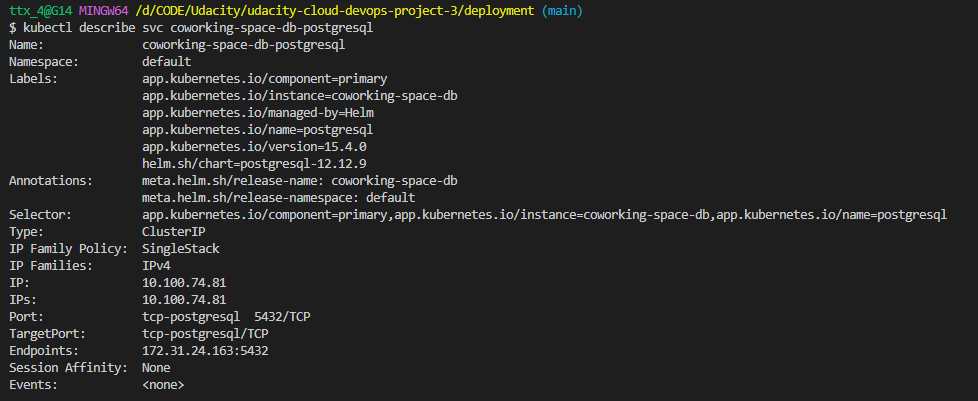 ttx_4@G14 MINGW64 /d/CODE/Udacity/udacity-cloud-devops-project-3/deployment (main)
$ kubectl describe svc coworking-space-db-postgresql
Name:              coworking-space-db-postgresql
Namespace:         default
Labels:            app.kubernetes.io/component=primary
                   app.kubernetes.io/instance=coworking-space-db
                   app.kubernetes.io/managed-by=Helm
                   app.kubernetes.io/name=postgresql
                   app.kubernetes.io/version=15.4.0
                   helm.sh/chart=postgresql-12.12.9
Annotations:       meta.helm.sh/release-name: coworking-space-db
                   meta.helm.sh/release-namespace: default
Selector:          app.kubernetes.io/component=primary,app.kubernetes.io/instance=coworking-space-db,app.kubernetes.io/name=postgresql
Type:              ClusterIP
IP Family Policy:  SingleStack
IP Families:       IPv4
IP:                10.100.74.81
IPs:               10.100.74.81
Port:              tcp-postgresql  5432/TCP
TargetPort:        tcp-postgresql/TCP
Endpoints:         172.31.24.163:5432
Session Affinity:  None
Events:            <none>